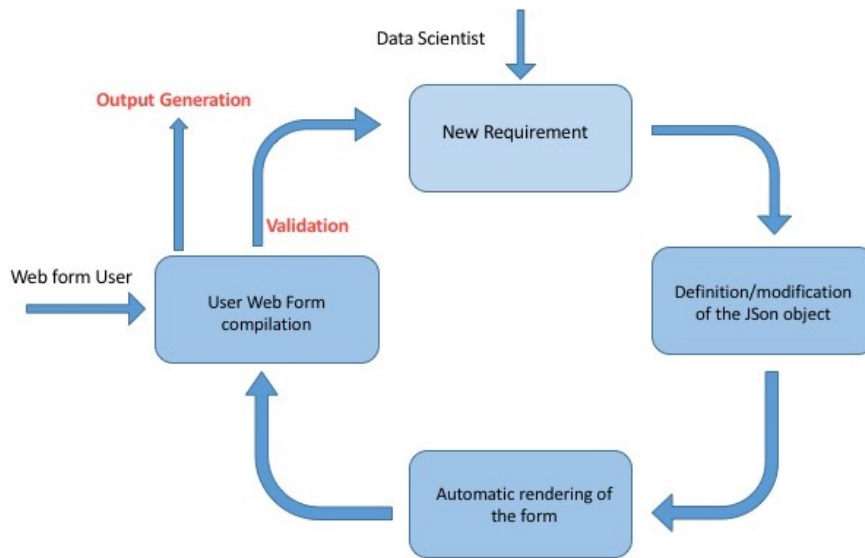 Data Scientist
Output Generation
New Requirement
Validation
Web form User
User Web Form
compilation
Definition/modification
of the JSon object
Automatic rendering of
the form